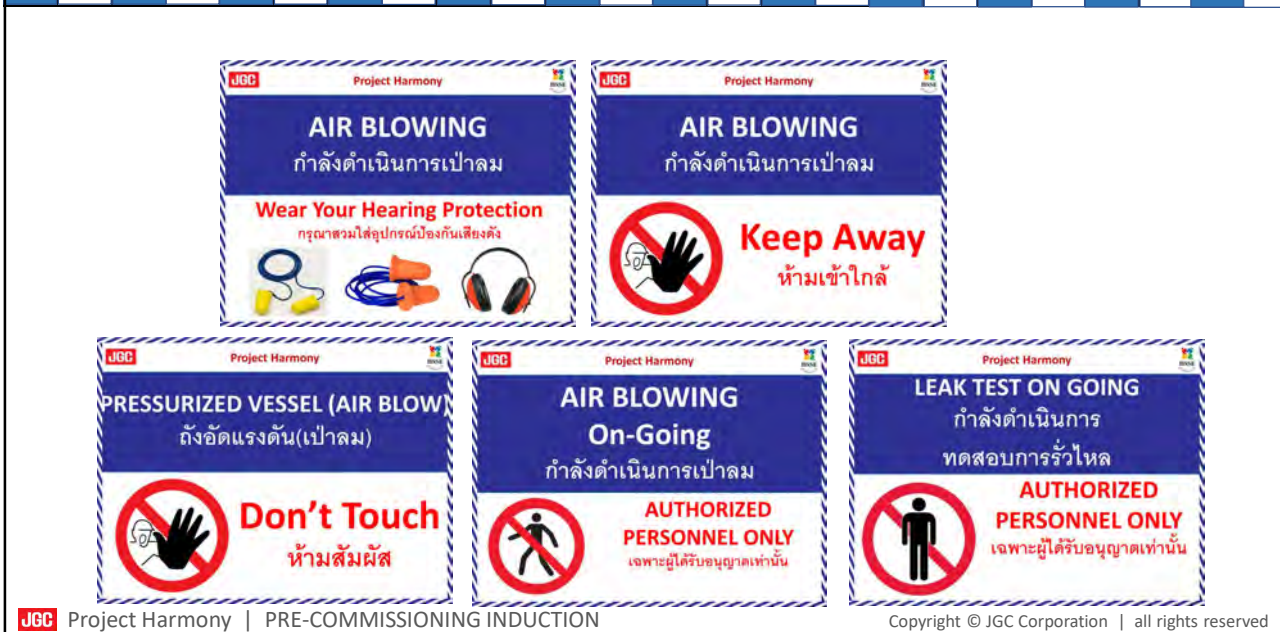 JGC Project Harmony
AIR BLOWING
กำลังดำเนินการเป่าลม
Wear Your Hearing Protection
กรุณาสวมใส่อุปกรณ์ป้องกันเสียงดัง
JGC Project Harmony
AIR BLOWING
กำลังดำเนินการเป่าลม
Keep Away
ห้ามเข้าใกล้
JGC Project Harmony
PRESSURIZED VESSEL (AIR BLOW)
ถังอัดแรงดัน(เป่าลม)
Don't Touch
ห้ามสัมผัส
JGC Project Harmony
AIR BLOWING
On-Going
กำลังดำเนินการเป่าลม
AUTHORIZED
PERSONNEL ONLY
เฉพาะผู้ได้รับอนุญาตเท่านั้น
JGC Project Harmony
LEAK TEST ON GOING
กำลังดำเนินการ
ทดสอบการรั่วไหล
AUTHORIZED
PERSONNEL ONLY
เฉพาะผู้ได้รับอนุญาตเท่านั้น
JGC Project Harmony | PRE-COMMISSIONING INDUCTION
Copyright © JGC Corporation | all rights reserved